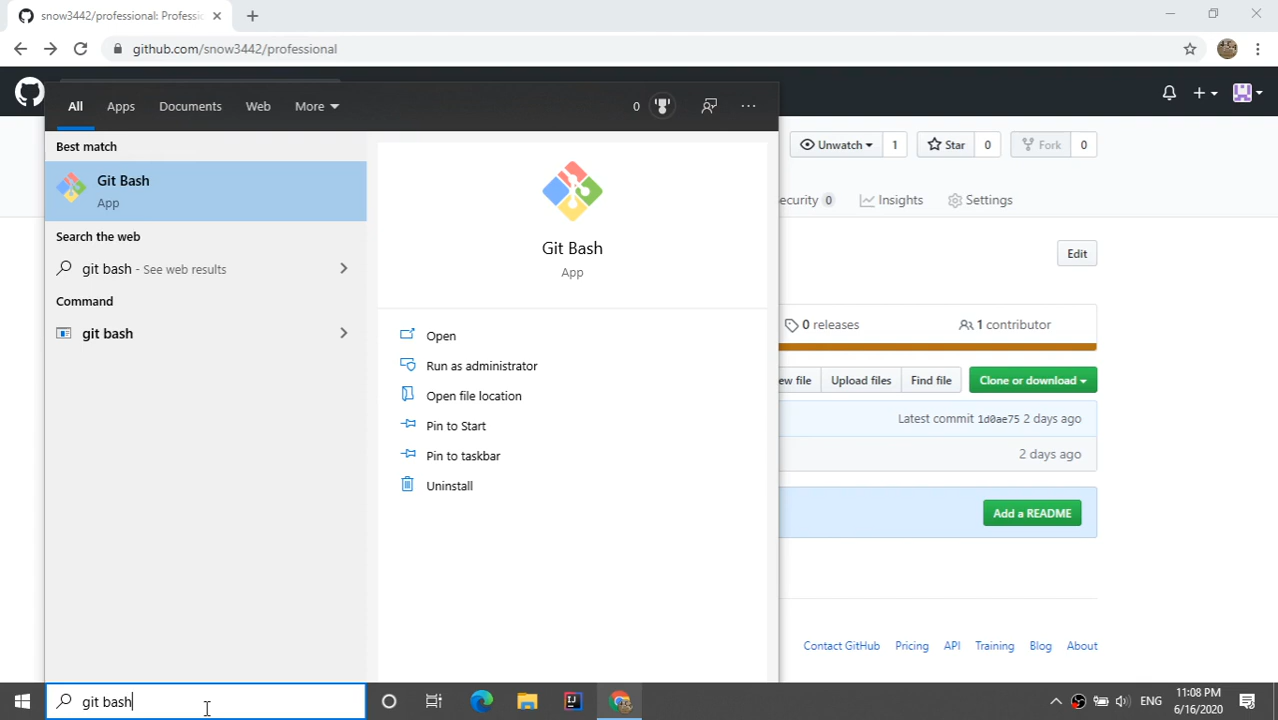 snow3442/professional: Professi
github.com/snow3442/professional
All
Apps
Documents
Web
More
0
Best match
Git Bash
App
Search the web
git bash - See web results
Command
git bash
Git Bash
App
Open
Run as administrator
Open file location
Pin to Start
Pin to taskbar
Uninstall
Unwatch 1
Star 0
Fork 0
ecurity 0
Insights
Settings
Edit
0 releases
1 contributor
ew file
Upload files
Find file
Clone or download
Latest commit 1d0ae75 2 days ago
2 days ago
Add a README
Contact GitHub
Pricing
API
Training
Blog
About
git bash
ENG
11:08 PM
6/16/2020